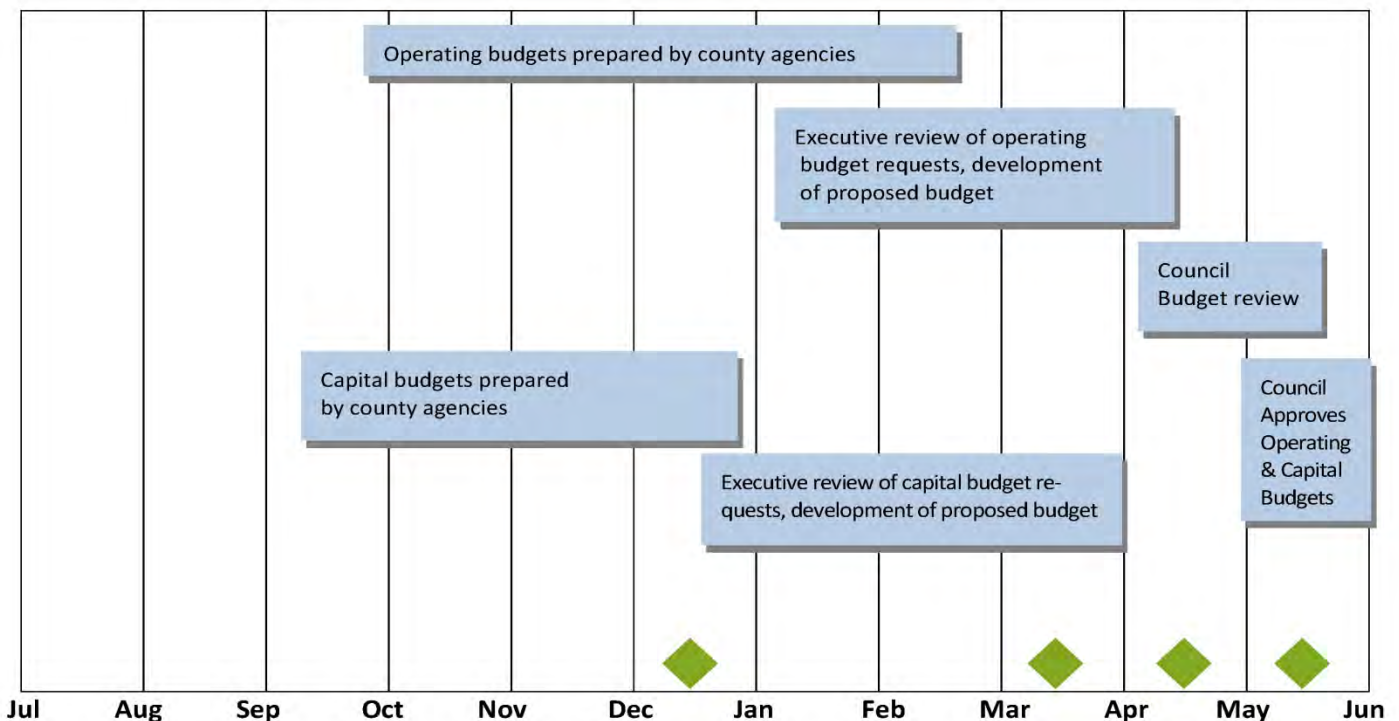 Operating budgets prepared by county agencies
Executive review of operating
budget requests, development
of proposed budget
Council
Budget review
Capital budgets prepared
by county agencies
Council
Approves
Operating
& Capital
Budgets
Executive review of capital budget re-
quests, development of proposed budget
Jul Aug Sep Oct Nov Dec Jan Feb Mar Apr May Jun